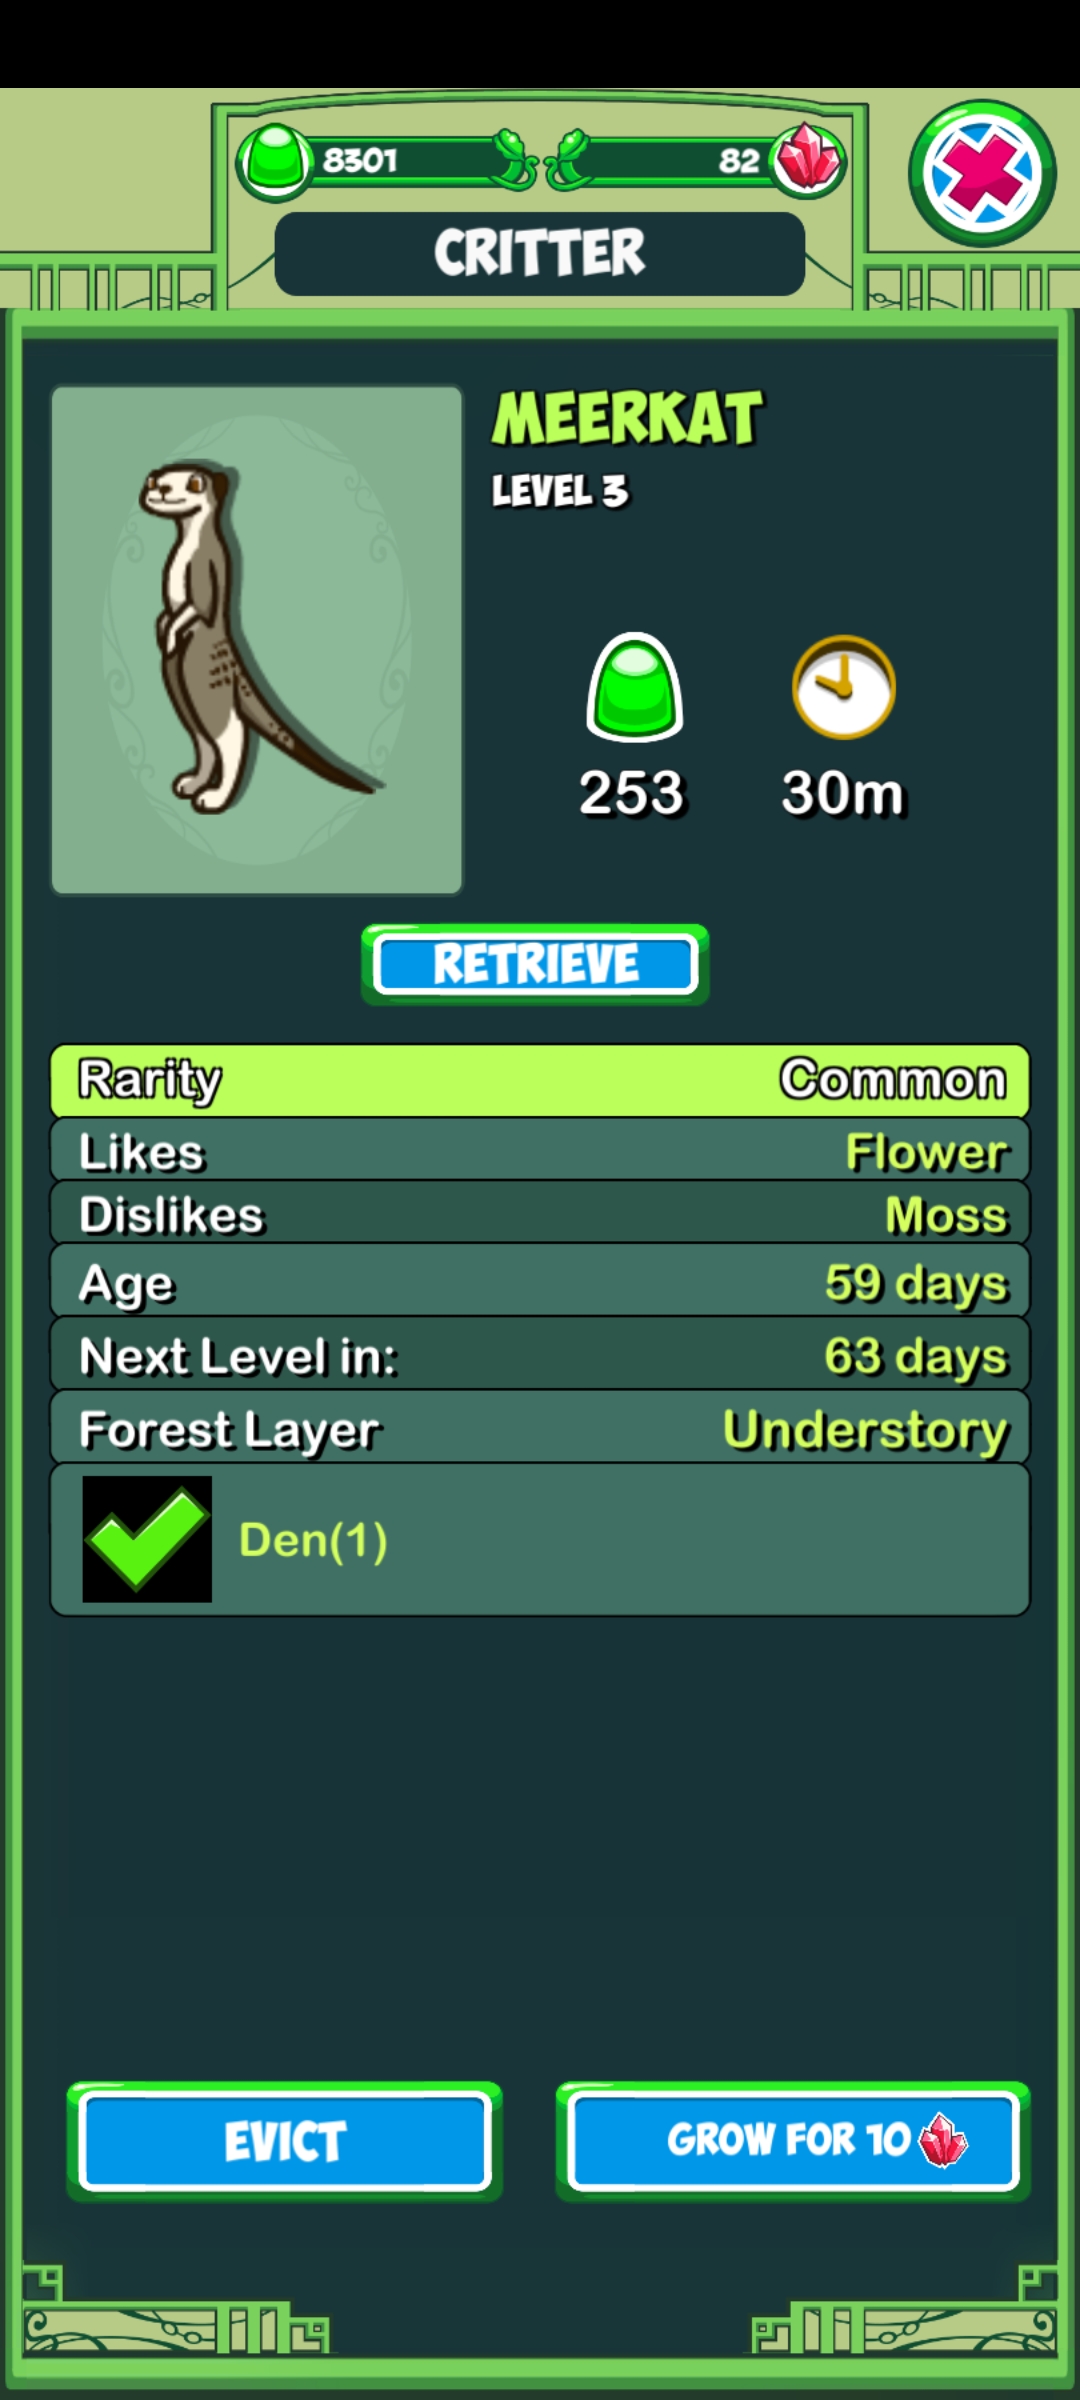 8301
82
CRITTER
MEERKAT
LEVEL 3
253
30m
RETRIEVE
Rarity Common
Likes Flower
Dislikes Moss
Age 59 days
Next Level in: 63 days
Forest Layer Understory
Den(1)
EVICT
GROW FOR 10